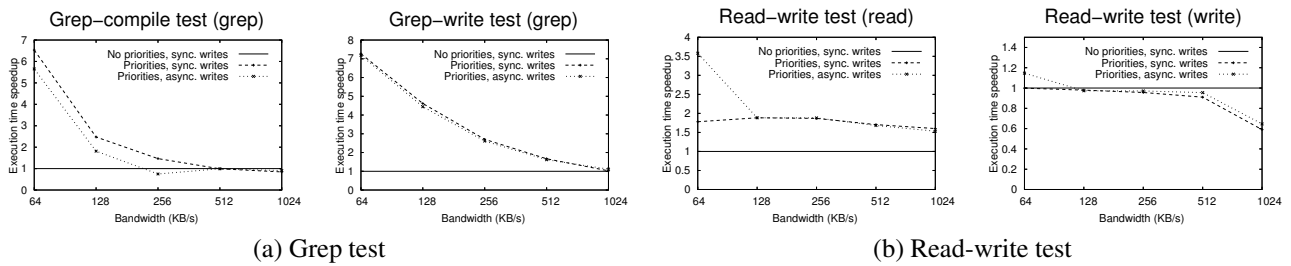 Grep−compile test (grep)
Execution time speedup
7
6
5
4
3
2
1
0
No priorities, sync. writes
Priorities, sync. writes
Priorities, async. writes
64 128 256 512 1024
Bandwidth (KB/s)
Grep−write test (grep)
Execution time speedup
8
7
6
5
4
3
2
1
0
No priorities, sync. writes
Priorities, sync. writes
Priorities, async. writes
64 128 256 512 1024
Bandwidth (KB/s)
(a) Grep test
Read−write test (read)
Execution time speedup
4
3.5
3
2.5
2
1.5
1
0.5
0
No priorities, sync. writes
Priorities, sync. writes
Priorities, async. writes
64 128 256 512 1024
Bandwidth (KB/s)
Read−write test (write)
Execution time speedup
1.4
1.2
1
0.8
0.6
0.4
0.2
0
No priorities, sync. writes
Priorities, sync. writes
Priorities, async. writes
64 128 256 512 1024
Bandwidth (KB/s)
(b) Read-write test